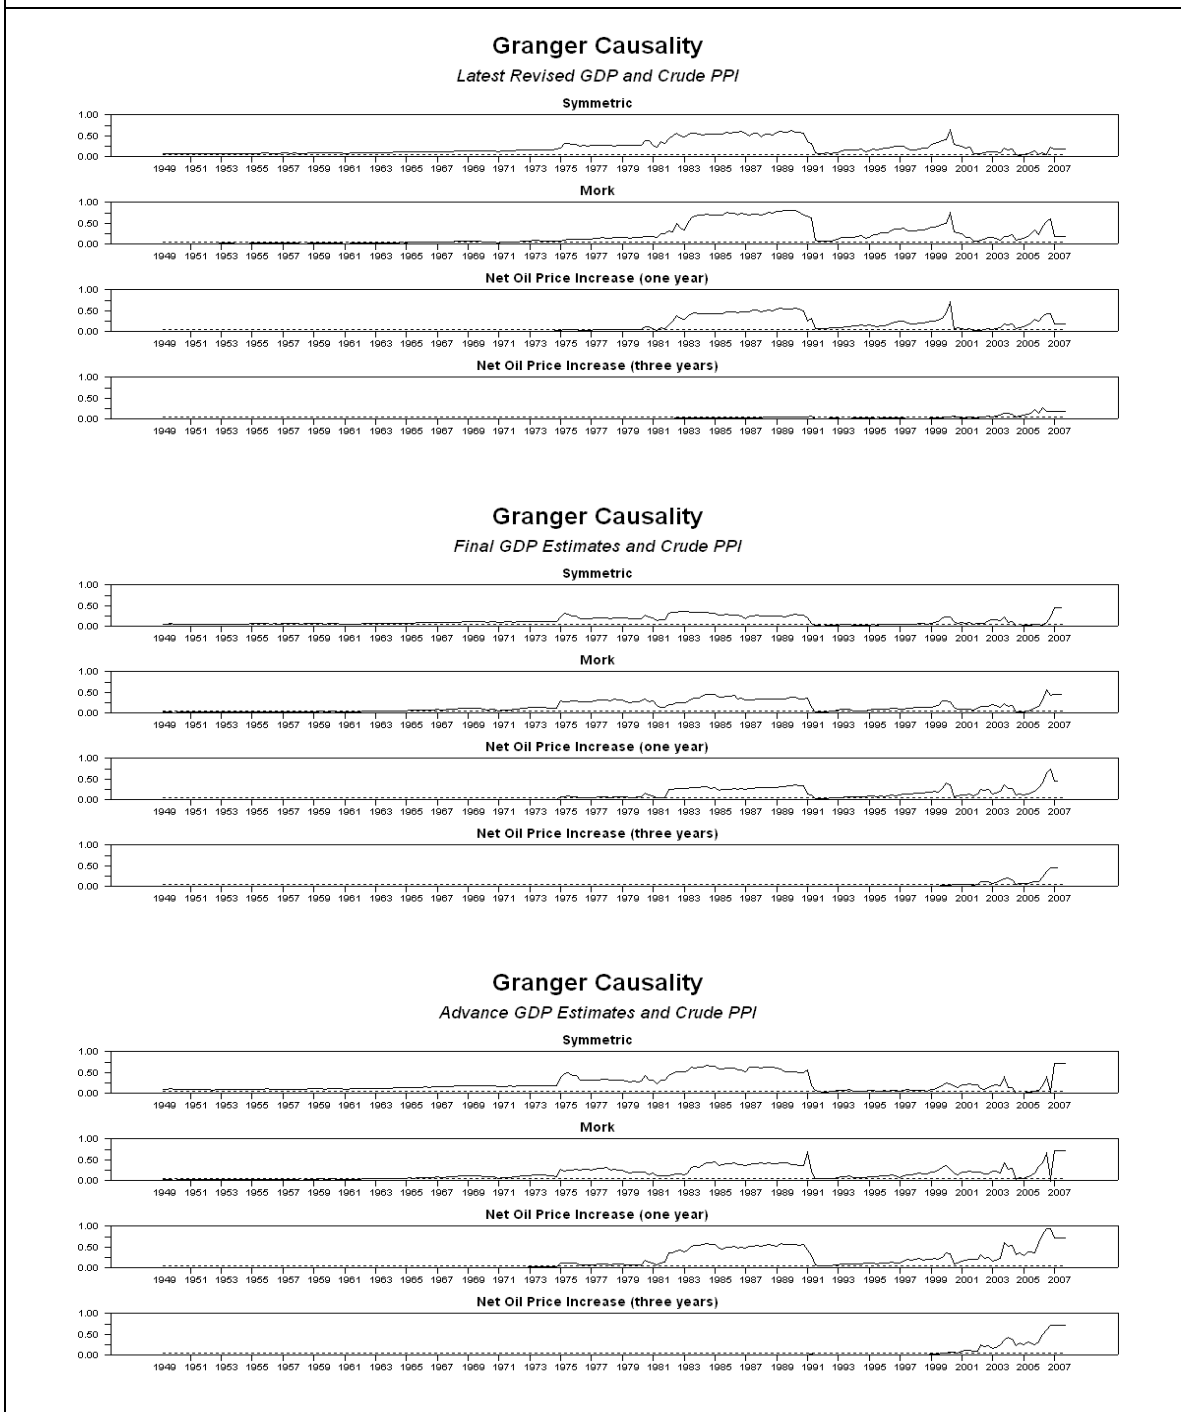 Granger Causality
Latest Revised GDP and Crude PPI
Symmetric
1.00
0.50
0.00
1949 1951 1953 1955 1957 1959 1961 1963 1965 1967 1969 1971 1973 1975 1977 1979 1981 1983 1985 1987 1989 1991 1993 1995 1997 1999 2001 2003 2005 2007
Mork
1.00
0.50
0.00
1949 1951 1953 1955 1957 1959 1961 1963 1965 1967 1969 1971 1973 1975 1977 1979 1981 1983 1985 1987 1989 1991 1993 1995 1997 1999 2001 2003 2005 2007
Net Oil Price Increase (one year)
1.00
0.50
0.00
1949 1951 1953 1955 1957 1959 1961 1963 1965 1967 1969 1971 1973 1975 1977 1979 1981 1983 1985 1987 1989 1991 1993 1995 1997 1999 2001 2003 2005 2007
Net Oil Price Increase (three years)
1.00
0.50
0.00
1949 1951 1953 1955 1957 1959 1961 1963 1965 1967 1969 1971 1973 1975 1977 1979 1981 1983 1985 1987 1989 1991 1993 1995 1997 1999 2001 2003 2005 2007
Granger Causality
Final GDP Estimates and Crude PPI
Symmetric
1.00
0.50
0.00
1949 1951 1953 1955 1957 1959 1961 1963 1965 1967 1969 1971 1973 1975 1977 1979 1981 1983 1985 1987 1989 1991 1993 1995 1997 1999 2001 2003 2005 2007
Mork
1.00
0.50
0.00
1949 1951 1953 1955 1957 1959 1961 1963 1965 1967 1969 1971 1973 1975 1977 1979 1981 1983 1985 1987 1989 1991 1993 1995 1997 1999 2001 2003 2005 2007
Net Oil Price Increase (one year)
1.00
0.50
0.00
1949 1951 1953 1955 1957 1959 1961 1963 1965 1967 1969 1971 1973 1975 1977 1979 1981 1983 1985 1987 1989 1991 1993 1995 1997 1999 2001 2003 2005 2007
Net Oil Price Increase (three years)
1.00
0.50
0.00
1949 1951 1953 1955 1957 1959 1961 1963 1965 1967 1969 1971 1973 1975 1977 1979 1981 1983 1985 1987 1989 1991 1993 1995 1997 1999 2001 2003 2005 2007
Granger Causality
Advance GDP Estimates and Crude PPI
Symmetric
1.00
0.50
0.00
1949 1951 1953 1955 1957 1959 1961 1963 1965 1967 1969 1971 1973 1975 1977 1979 1981 1983 1985 1987 1989 1991 1993 1995 1997 1999 2001 2003 2005 2007
Mork
1.00
0.50
0.00
1949 1951 1953 1955 1957 1959 1961 1963 1965 1967 1969 1971 1973 1975 1977 1979 1981 1983 1985 1987 1989 1991 1993 1995 1997 1999 2001 2003 2005 2007
Net Oil Price Increase (one year)
1.00
0.50
0.00
1949 1951 1953 1955 1957 1959 1961 1963 1965 1967 1969 1971 1973 1975 1977 1979 1981 1983 1985 1987 1989 1991 1993 1995 1997 1999 2001 2003 2005 2007
Net Oil Price Increase (three years)
1.00
0.50
0.00
1949 1951 1953 1955 1957 1959 1961 1963 1965 1967 1969 1971 1973 1975 1977 1979 1981 1983 1985 1987 1989 1991 1993 1995 1997 1999 2001 2003 2005 2007